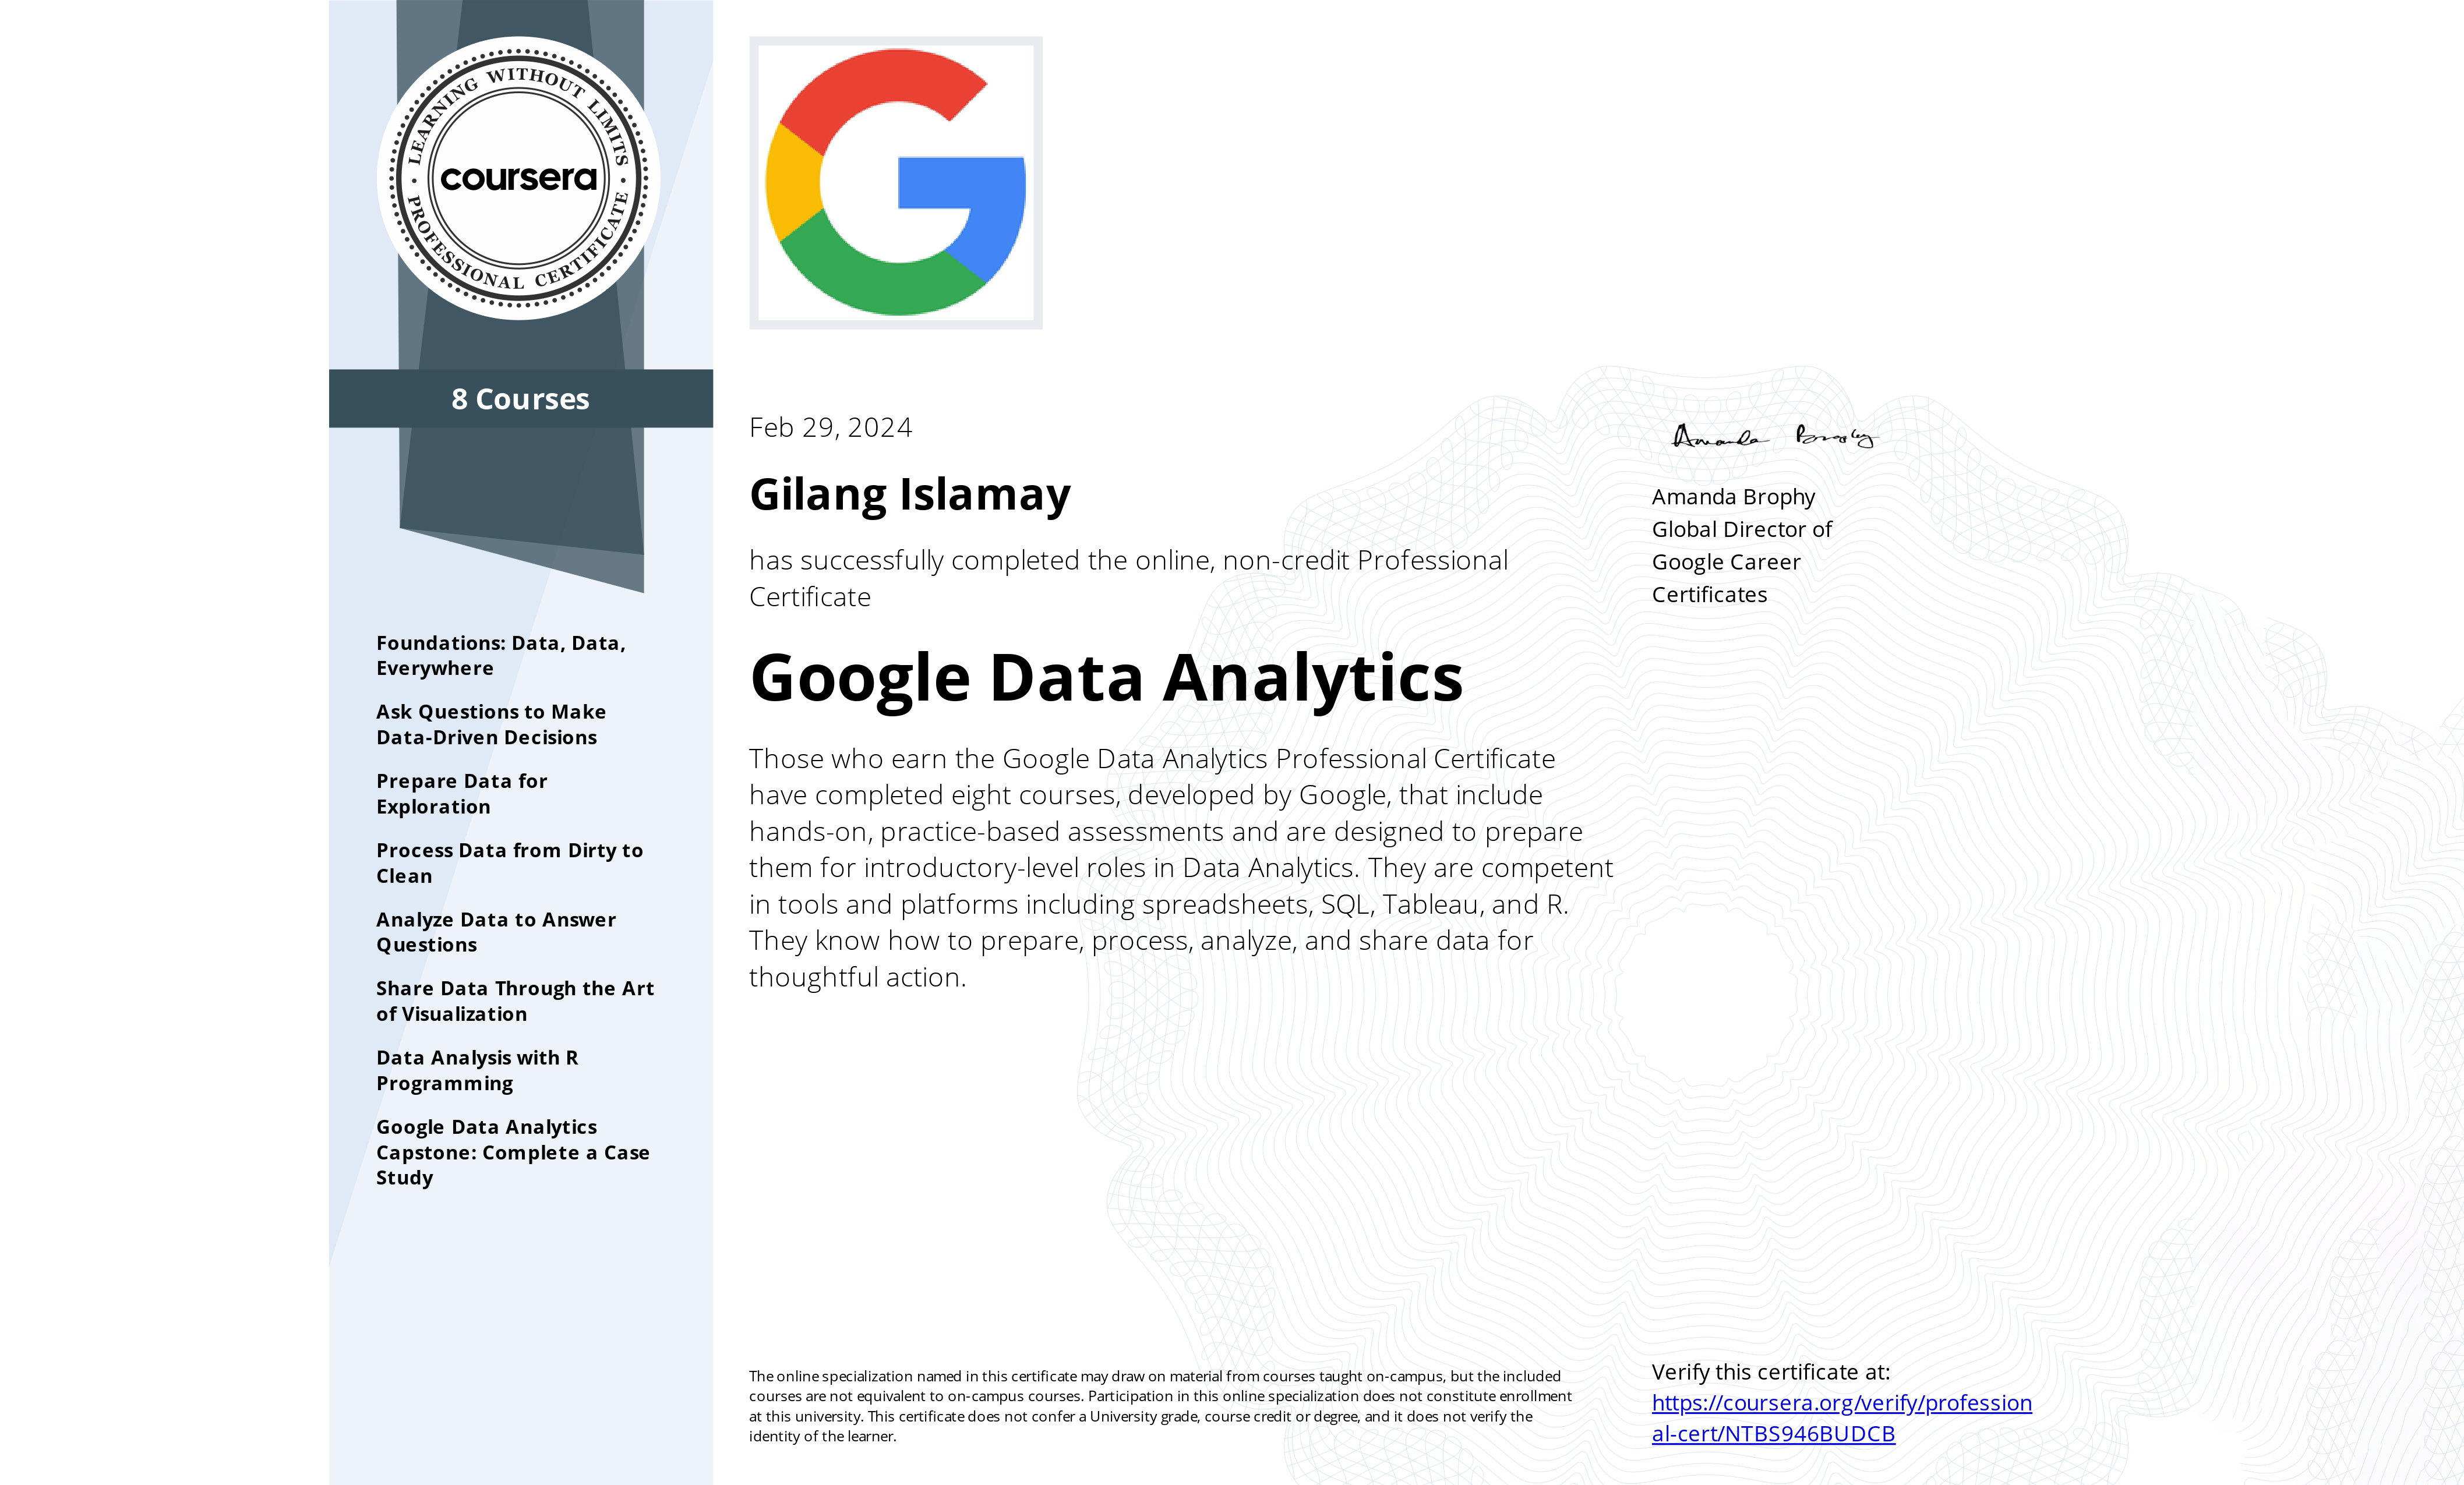 LEARNING WITHOUT LIMITS
coursera
PROFESSIONAL CERTIFICATE
8 Courses
Foundations: Data, Data,
Everywhere
Ask Questions to Make
Data-Driven Decisions
Prepare Data for
Exploration
Process Data from Dirty to
Clean
Analyze Data to Answer
Questions
Share Data Through the Art
of Visualization
Data Analysis with R
Programming
Google Data Analytics
Capstone: Complete a Case
Study
G
Feb 29, 2024
Gilang Islamay
has successfully completed the online, non-credit Professional
Certificate
Google Data Analytics
Those who earn the Google Data Analytics Professional Certificate
have completed eight courses, developed by Google, that include
hands-on, practice-based assessments and are designed to prepare
them for introductory-level roles in Data Analytics. They are competent
in tools and platforms including spreadsheets, SQL, Tableau, and R.
They know how to prepare, process, analyze, and share data for
thoughtful action.
Amanda Brophy
Amanda Brophy
Global Director of
Google Career
Certificates
The online specialization named in this certificate may draw on material from courses taught on-campus, but the included
courses are not equivalent to on-campus courses. Participation in this online specialization does not constitute enrollment
at this university. This certificate does not confer a University grade, course credit or degree, and it does not verify the
identity of the learner.
Verify this certificate at:
https://coursera.org/verify/profession
al-cert/NTBS946BUDCB